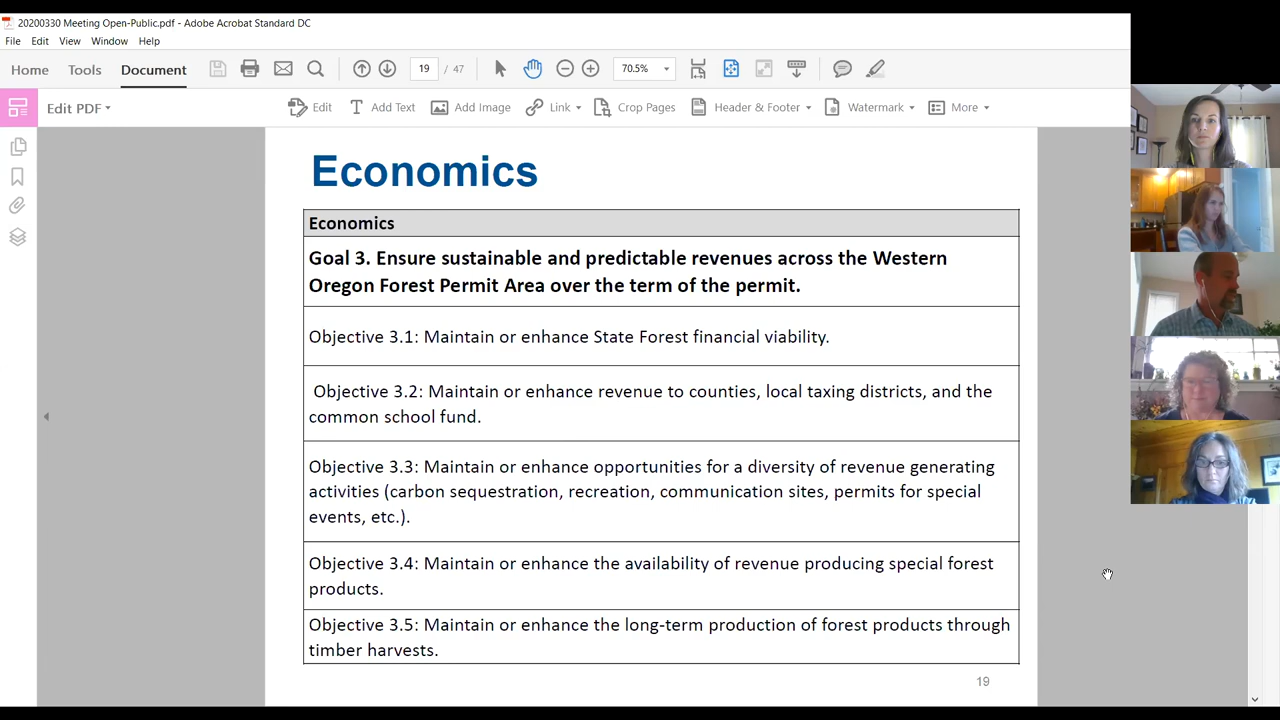 20200330 Meeting Open-Public.pdf - Adobe Acrobat Standard DC
File Edit View Window Help
Home Tools Document 19 / 47 70.5%
Edit PDF Edit Add Text Add Image Link Crop Pages Header & Footer Watermark More
Economics
Economics
Goal 3. Ensure sustainable and predictable revenues across the Western
Oregon Forest Permit Area over the term of the permit.
Objective 3.1: Maintain or enhance State Forest financial viability.
Objective 3.2: Maintain or enhance revenue to counties, local taxing districts, and the
common school fund.
Objective 3.3: Maintain or enhance opportunities for a diversity of revenue generating
activities (carbon sequestration, recreation, communication sites, permits for special
events, etc.).
Objective 3.4: Maintain or enhance the availability of revenue producing special forest
products.
Objective 3.5: Maintain or enhance the long-term production of forest products through
timber harvests.
19